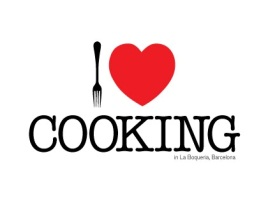 I ❤
COOKING
in La Boqueria, Barcelona